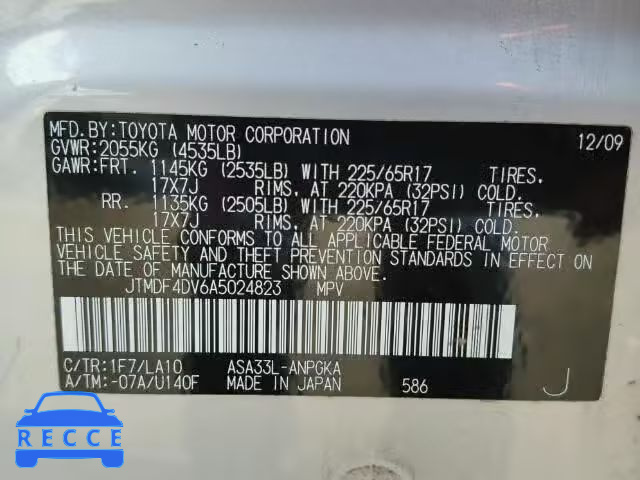 MFD.BY:TOYOTA MOTOR CORPORATION 12/09
GVWR:2055KG (4535LB)
GAWR:FRT. 1145KG (2535LB) WITH 225/65R17 TIRES,
17X7J RIMS, AT 220KPA (32PSI) COLD.
RR. 1135KG (2505LB) WITH 225/65R17 TIRES,
17X7J RIMS, AT 220KPA (32PSI) COLD.
THIS VEHICLE CONFORMS TO ALL APPLICABLE FEDERAL MOTOR
VEHICLE SAFETY AND THEFT PREVENTION STANDARDS IN EFFECT
ON THE DATE OF MANUFACTURE SHOWN ABOVE.
JTMDF4DV6A5024823 MPV
C/TR:1F7/LA10 ASA33L-ANPGKA
A/TM:-07A/U140F MADE IN JAPAN 586 J
RECCE